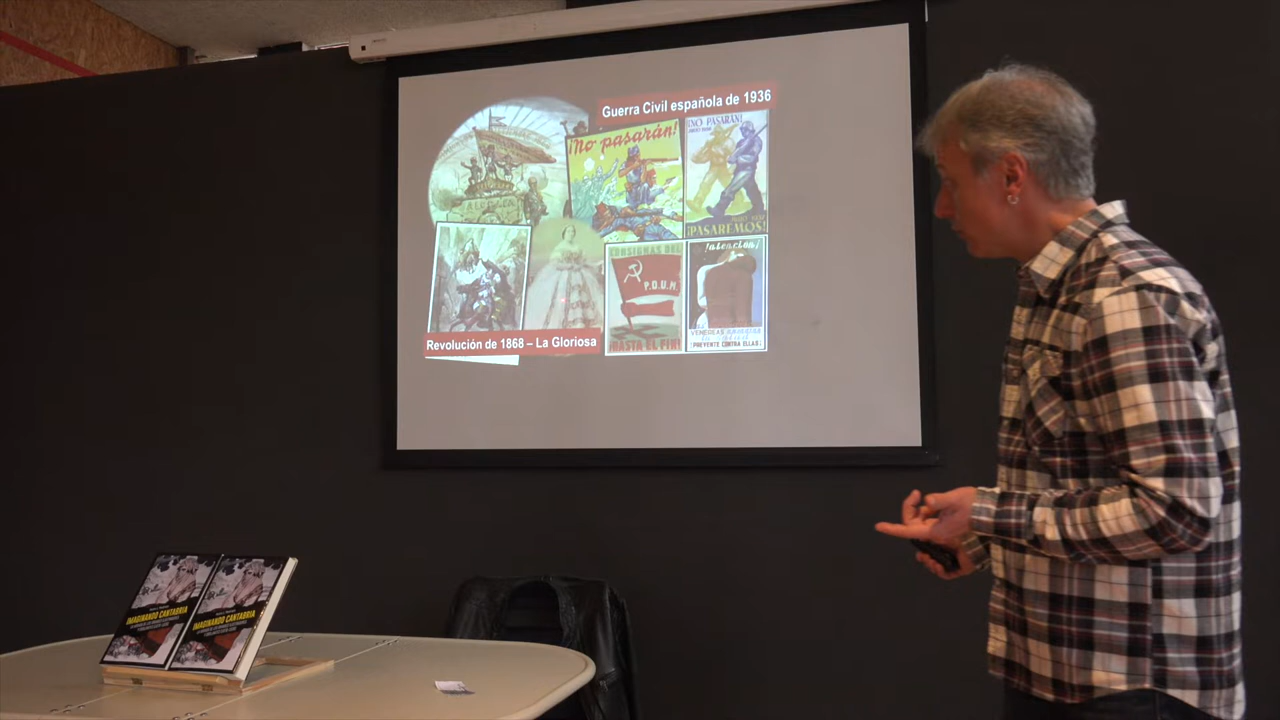 Guerra Civil española de 1936
¡No pasarán!
¡NO PASARÁN!
¡PASAREMOS!
ALCOLEA
CONSIGNAS DEL
P.O.U.M.
¡HASTA EL FIN!
¡atención!
¡PREVENTE CONTRA ELLAS!
Revolución de 1868 – La Gloriosa
IMAGINANDO CANTABRIA
IMAGINANDO CANTABRIA